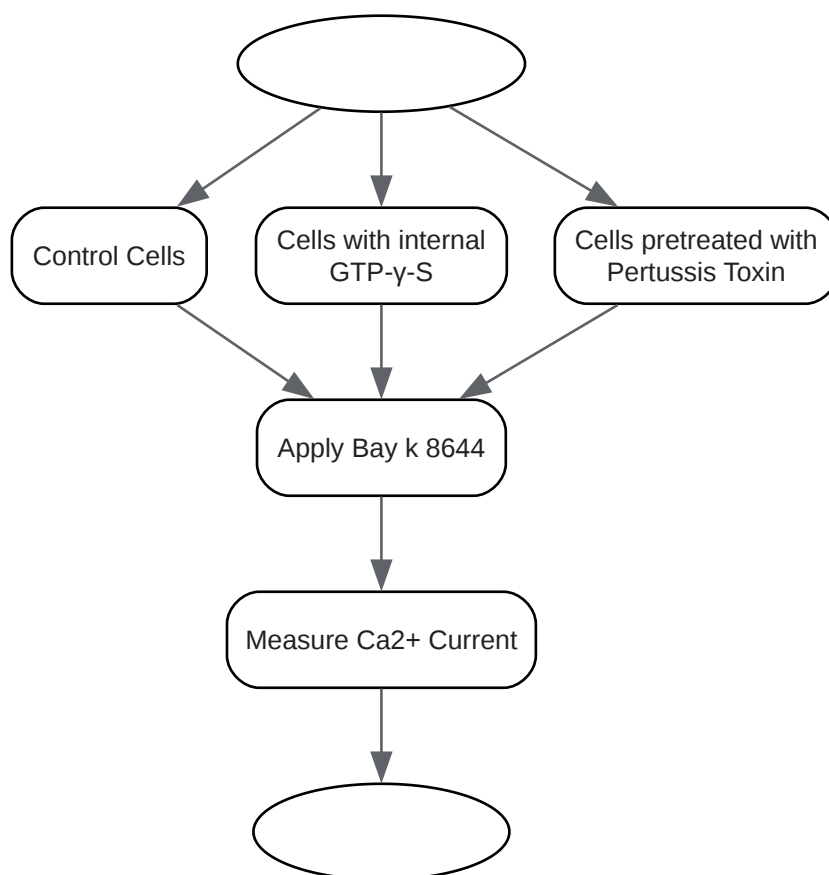 Control Cells
Cells with internal
GTP-γ-S
Cells pretreated with
Pertussis Toxin
Apply Bay k 8644
Measure Ca2+ Current